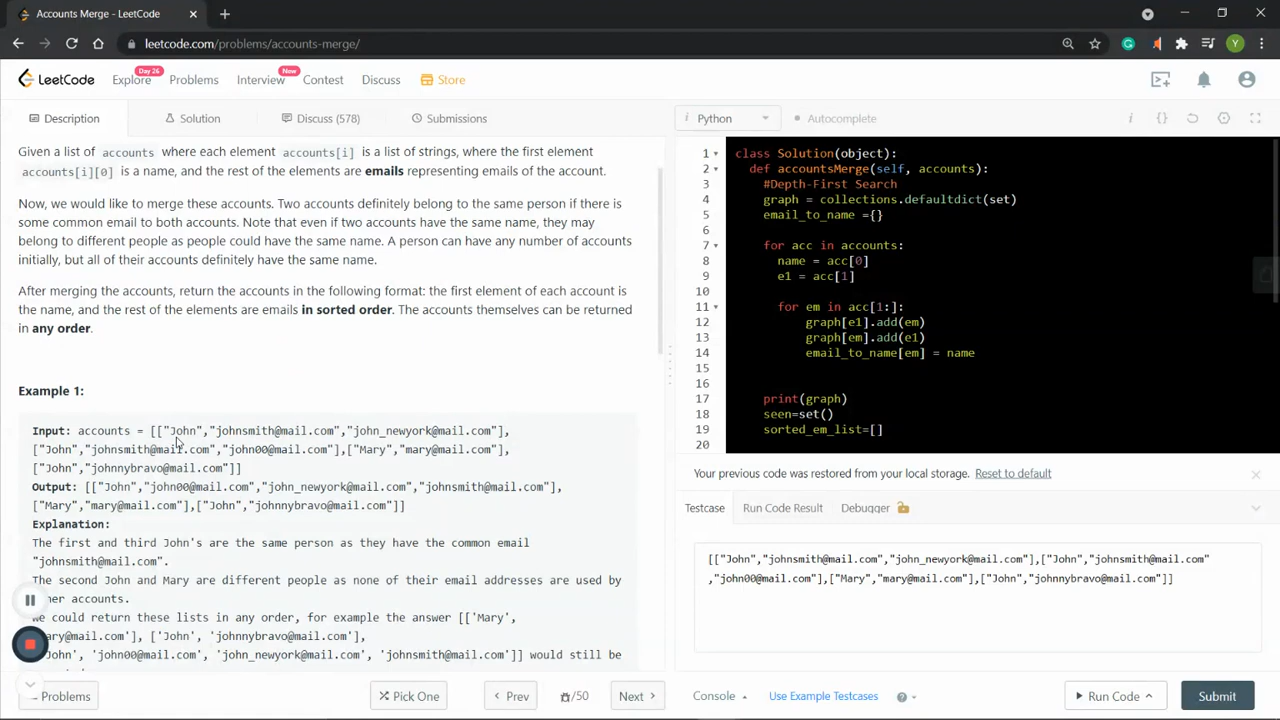 Accounts Merge - LeetCode
leetcode.com/problems/accounts-merge/
Y
LeetCode
Explore
Day 26
Problems
Interview
New
Contest
Discuss
Store
Description
Solution
Discuss (578)
Submissions
Python
Autocomplete
Given a list of accounts where each element accounts[i] is a list of strings, where the first element
accounts[i][0] is a name, and the rest of the elements are emails representing emails of the account.
Now, we would like to merge these accounts. Two accounts definitely belong to the same person if there is
some common email to both accounts. Note that even if two accounts have the same name, they may
belong to different people as people could have the same name. A person can have any number of accounts
initially, but all of their accounts definitely have the same name.
After merging the accounts, return the accounts in the following format: the first element of each account is
the name, and the rest of the elements are emails in sorted order. The accounts themselves can be returned
in any order.
Example 1:
Input: accounts = [["John","johnsmith@mail.com","john_newyork@mail.com"],
["John","johnsmith@mail.com","john00@mail.com"],["Mary","mary@mail.com"],
["John","johnnybravo@mail.com"]]
Output: [["John","john00@mail.com","john_newyork@mail.com","johnsmith@mail.com"],
["Mary","mary@mail.com"],["John","johnnybravo@mail.com"]]
Explanation:
The first and third John's are the same person as they have the common email
"johnsmith@mail.com".
The second John and Mary are different people as none of their email addresses are used by
her accounts.
we could return these lists in any order, for example the answer [['Mary',
mary@mail.com'], ['John', 'johnnybravo@mail.com'],
'John', 'john00@mail.com', 'john_newyork@mail.com', 'johnsmith@mail.com']] would still be
1 class Solution(object):
2 def accountsMerge(self, accounts):
3 #Depth-First Search
4 graph = collections.defaultdict(set)
5 email_to_name ={}
6
7 for acc in accounts:
8 name = acc[0]
9 e1 = acc[1]
10
11 for em in acc[1:]:
12 graph[e1].add(em)
13 graph[em].add(e1)
14 email_to_name[em] = name
15
16
17 print(graph)
18 seen=set()
19 sorted_em_list=[]
20
Your previous code was restored from your local storage. Reset to default
Testcase
Run Code Result
Debugger
[["John","johnsmith@mail.com","john_newyork@mail.com"],["John","johnsmith@mail.com"
,"john00@mail.com"],["Mary","mary@mail.com"],["John","johnnybravo@mail.com"]]
Problems
Pick One
Prev
/50
Next
Console
Use Example Testcases
Run Code
Submit